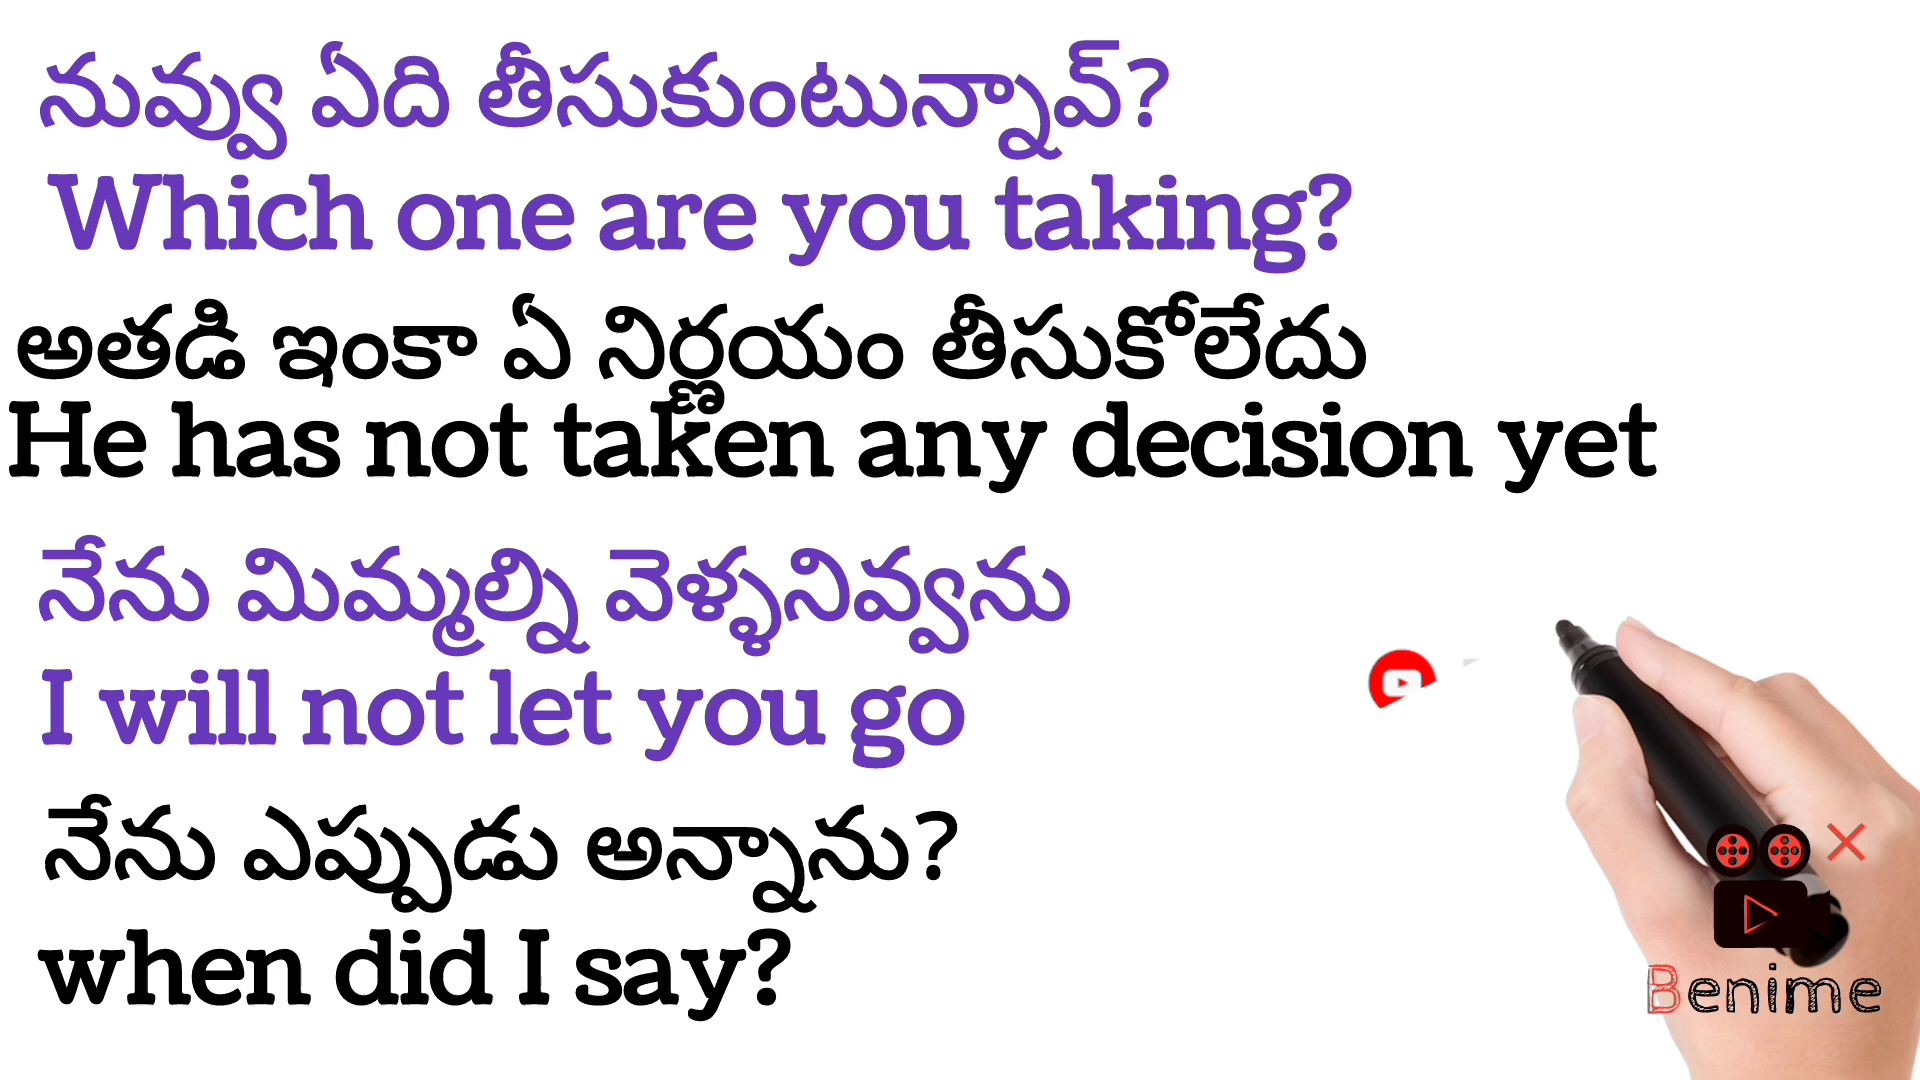 నువ్వు ఏది తీసుకుంటున్నావ్?
Which one are you taking?
అతడి ఇంకా ఏ నిర్ణయం తీసుకోలేదు
He has not taken any decision yet
నేను మిమ్మల్ని వెళ్ళనివ్వను
I will not let you go
నేను ఎప్పుడు అన్నాను?
when did I say?
Benime